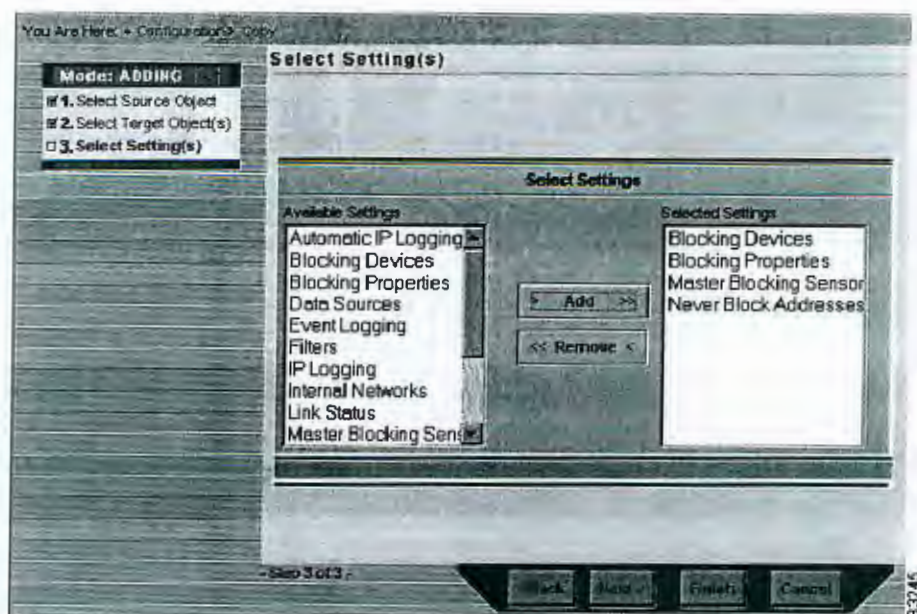 You Are Here: • Configuration > Copy
Mode: ADDING
1. Select Source Object
2. Select Target Object(s)
3. Select Setting(s)
Select Setting(s)
Select Settings
Available Settings
Automatic IP Logging
Blocking Devices
Blocking Properties
Data Sources
Event Logging
Filters
IP Logging
Internal Networks
Link Status
Master Blocking Sens
> Add >>
<< Remove <
Selected Settings
Blocking Devices
Blocking Properties
Master Blocking Sensor
Never Block Addresses
- Step 3 of 3 -
Back
Next >
Finish
Cancel